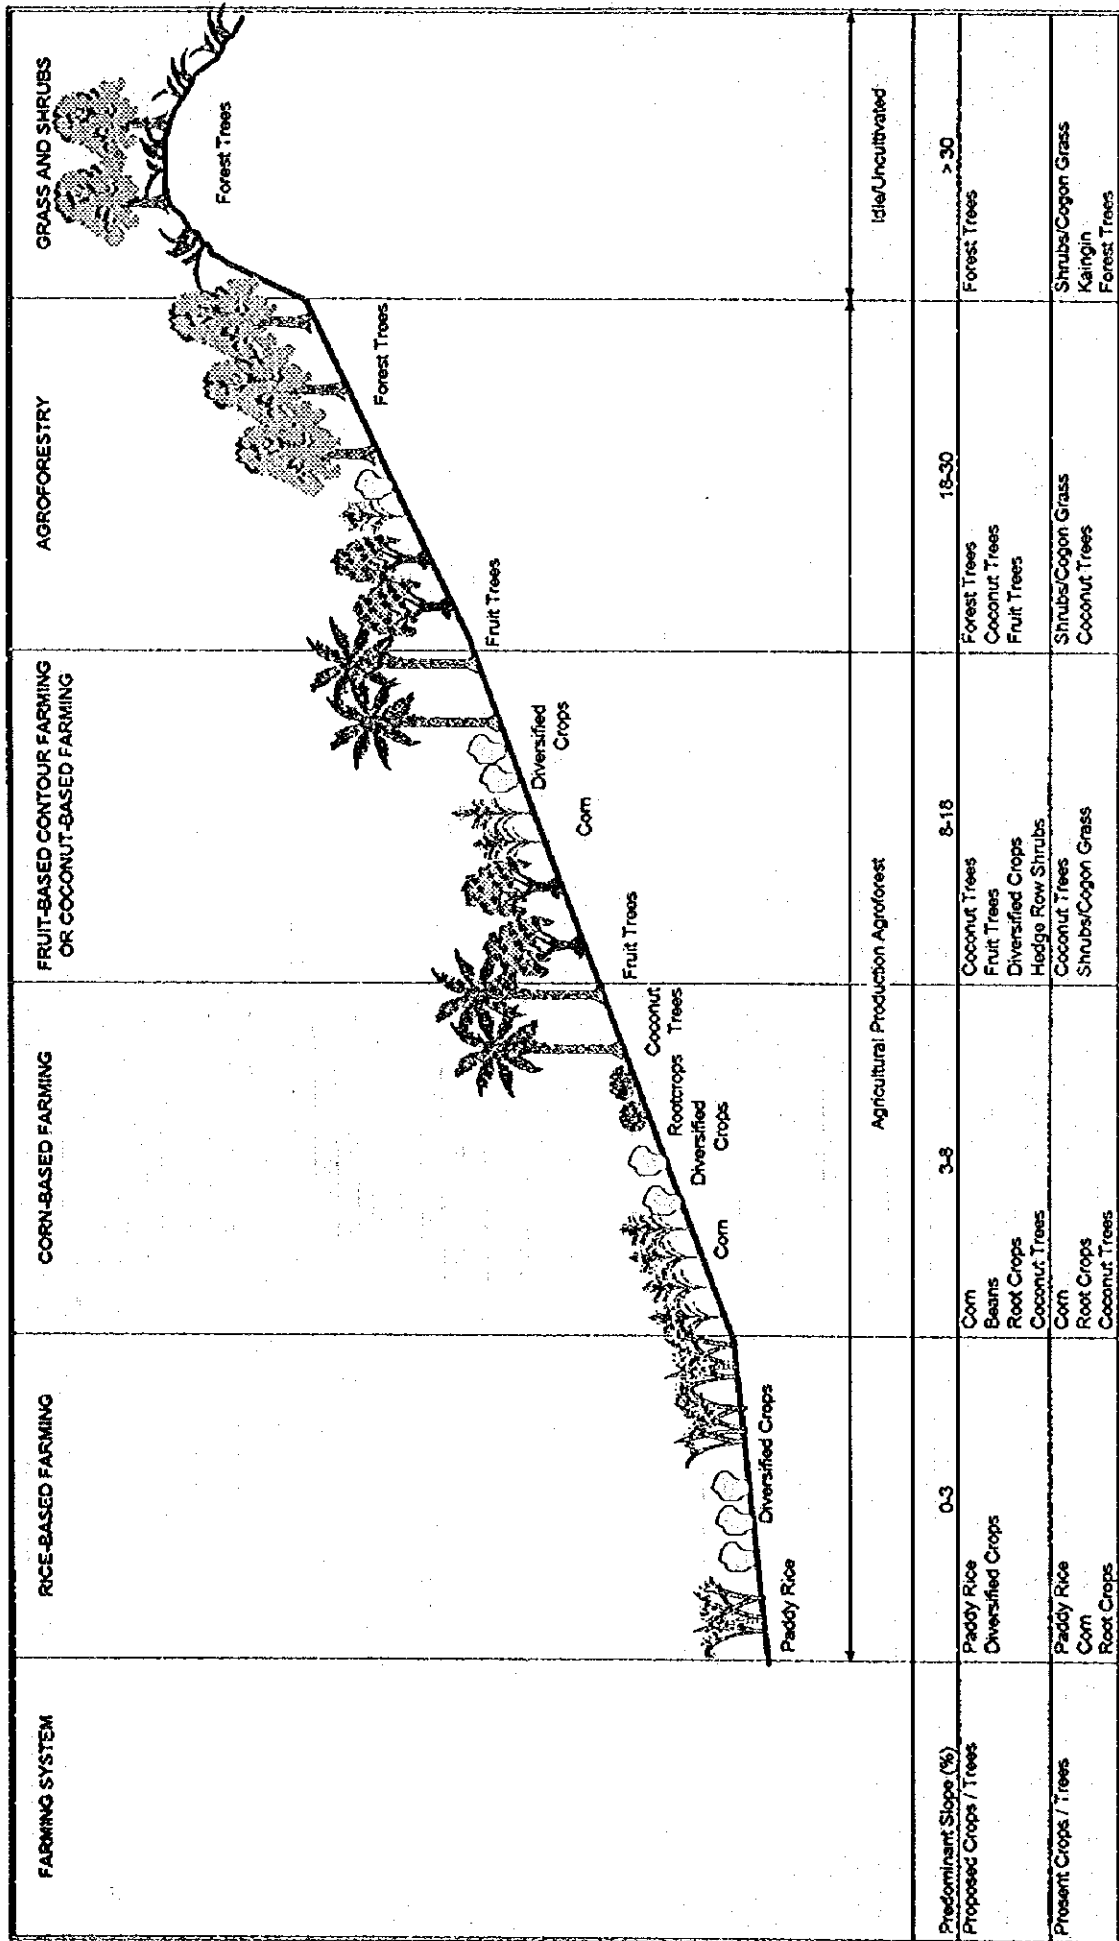 FARMING SYSTEM
RICE-BASED FARMING
CORN-BASED FARMING
FRUIT-BASED CONTOUR FARMING
OR COCONUT-BASED FARMING
AGROFORESTRY
GRASS AND SHRUBS
Paddy Rice
Diversified Crops
Corn
Diversified
Crops
Rootcrops
Coconut
Trees
Fruit Trees
Corn
Diversified
Crops
Fruit Trees
Forest Trees
Forest Trees
Agricultural Production Agroforest
Idle/Uncultivated
Predominant Slope (%)
0-3
3-8
8-18
18-30
> 30
Proposed Crops / Trees
Paddy Rice
Diversified Crops
Corn
Beans
Root Crops
Coconut Trees
Coconut Trees
Fruit Trees
Diversified Crops
Hedge Row Shrubs
Forest Trees
Coconut Trees
Fruit Trees
Forest Trees
Present Crops / Trees
Paddy Rice
Corn
Root Crops
Corn
Root Crops
Coconut Trees
Coconut Trees
Shrubs/Cogon Grass
Shrubs/Cogon Grass
Coconut Trees
Shrubs/Cogon Grass
Kaingin
Forest Trees